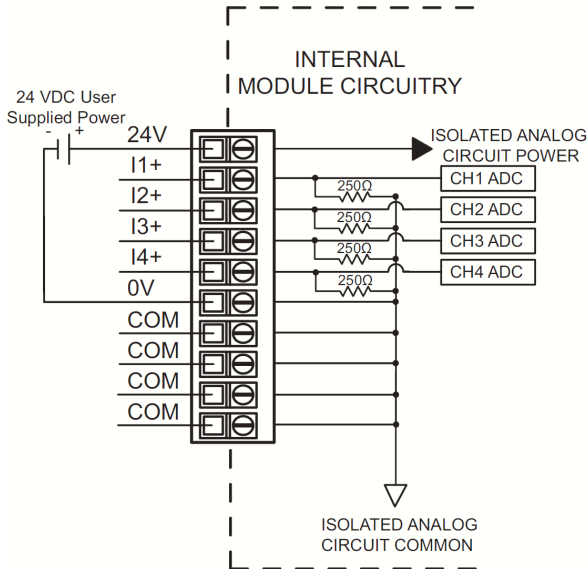 INTERNAL
MODULE CIRCUITRY
24 VDC User
Supplied Power
- +
24V
I1+
I2+
I3+
I4+
0V
COM
COM
COM
COM
ISOLATED ANALOG
CIRCUIT POWER
250Ω
CH1 ADC
250Ω
CH2 ADC
250Ω
CH3 ADC
250Ω
CH4 ADC
ISOLATED ANALOG
CIRCUIT COMMON